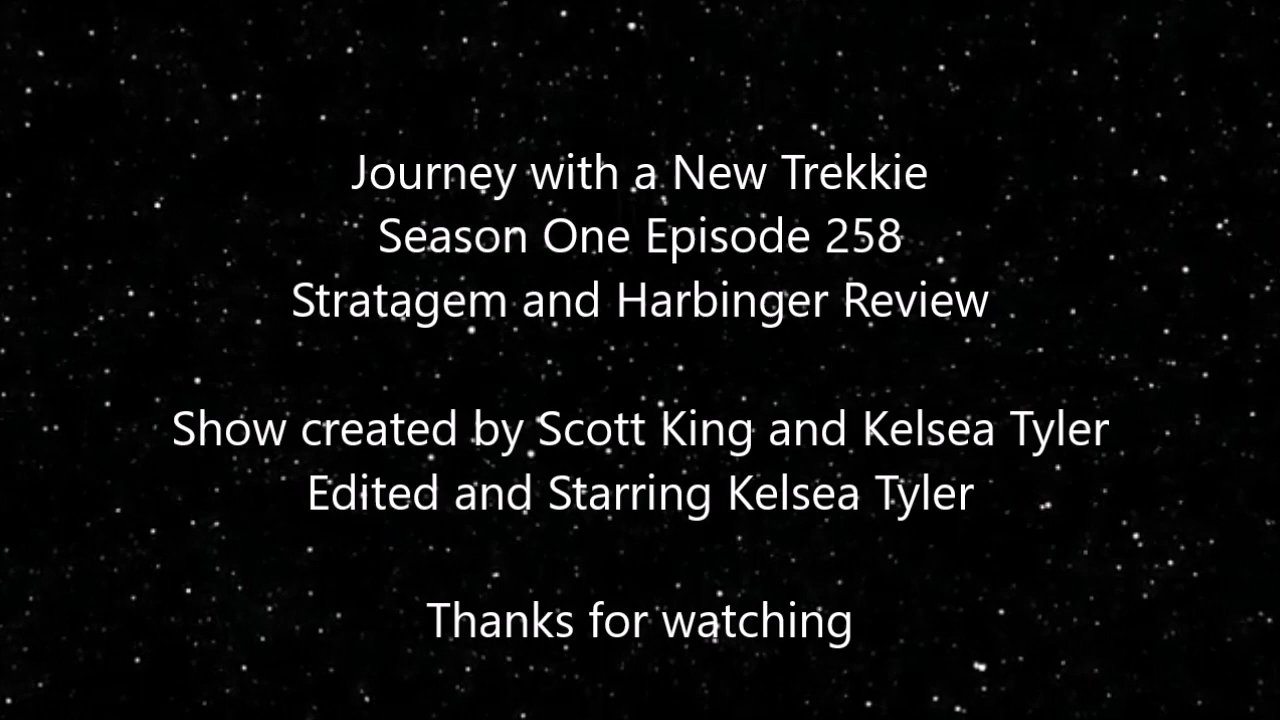 Journey with a New Trekkie
Season One Episode 258
Stratagem and Harbinger Review
Show created by Scott King and Kelsea Tyler
Edited and Starring Kelsea Tyler
Thanks for watching